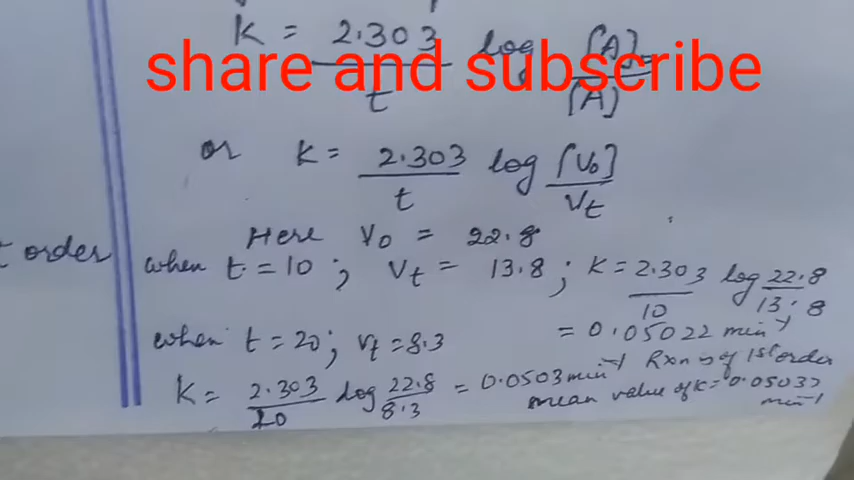 K = 2.303 / t log [A]₀ / [A]
share and subscribe
or K = 2.303 / t log [V₀] / Vt
Here V₀ = 22.8
order
when t = 10 ; Vt = 13.8 ; K = 2.303 / 10 log 22.8 / 13.8
= 0.05022 min⁻¹
when t = 20; Vt = 8.3
Rxn is of 1st order
K = 2.303 / 20 log 22.8 / 8.3 = 0.0503 min⁻¹
mean value of K = 0.05037 min⁻¹